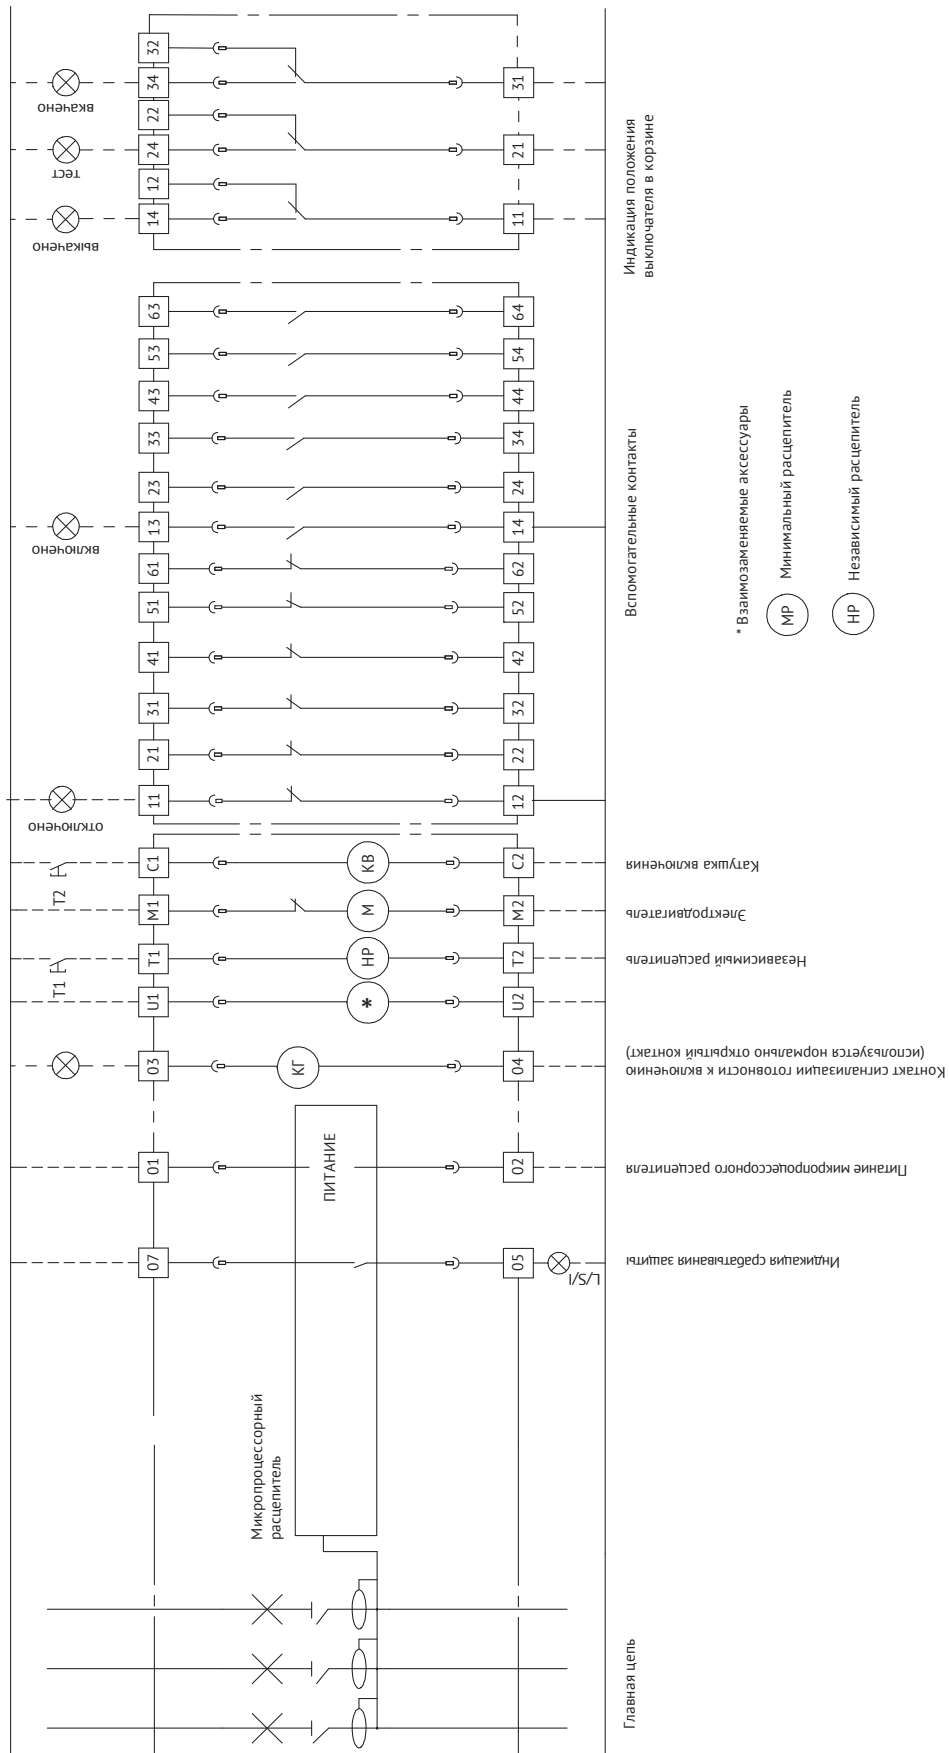 32
34
31
вкачено
22
24
21
тест
12
14
11
выкачено
Индикация положения
выключателя в корзине
63
64
53
54
43
44
33
34
23
24
13
14
включено
61
62
51
52
41
42
31
32
21
22
11
12
отключено
Вспомогательные контакты
* Взаимозаменяемые аксессуары
МР
Минимальный расцепитель
НР
Независимый расцепитель
C1
КВ
C2
T2
Катушка включения
M1
М
M2
Электродвигатель
T1
НР
T2
T1
Независимый расцепитель
U1
*
U2
03
КГ
04
Контакт сигнализации готовности к включению
(используется нормально открытый контакт)
01
ПИТАНИЕ
02
Питание микропроцессорного расцепителя
07
05
L/S/I
Индикация срабатывания защиты
Микропроцессорный
расцепитель
Главная цепь